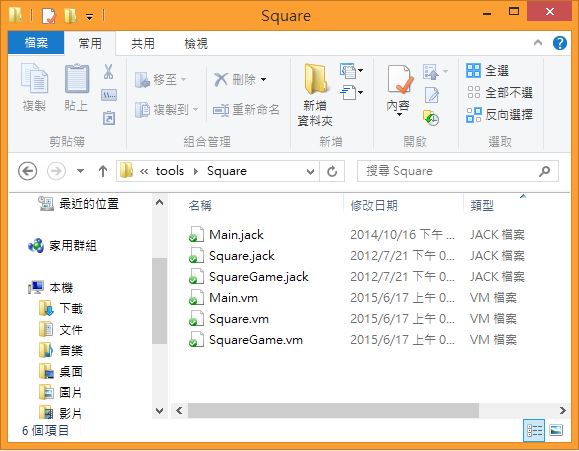 Square
檔案 常用 共用 檢視
複製 貼上 移至 複製到 刪除 重新命名 新增資料夾 內容 全選 全部不選 反向選擇
剪貼簿 組合管理 新增 開啟 選取
« tools Square 搜尋 Square
最近的位置
家用群組
本機
下載
文件
音樂
桌面
圖片
影片
名稱 修改日期 類型
Main.jack 2014/10/16 下午 ... JACK 檔案
Square.jack 2012/7/21 下午 0... JACK 檔案
SquareGame.jack 2012/7/21 下午 0... JACK 檔案
Main.vm 2015/6/17 上午 0... VM 檔案
Square.vm 2015/6/17 上午 0... VM 檔案
SquareGame.vm 2015/6/17 上午 0... VM 檔案
6 個項目